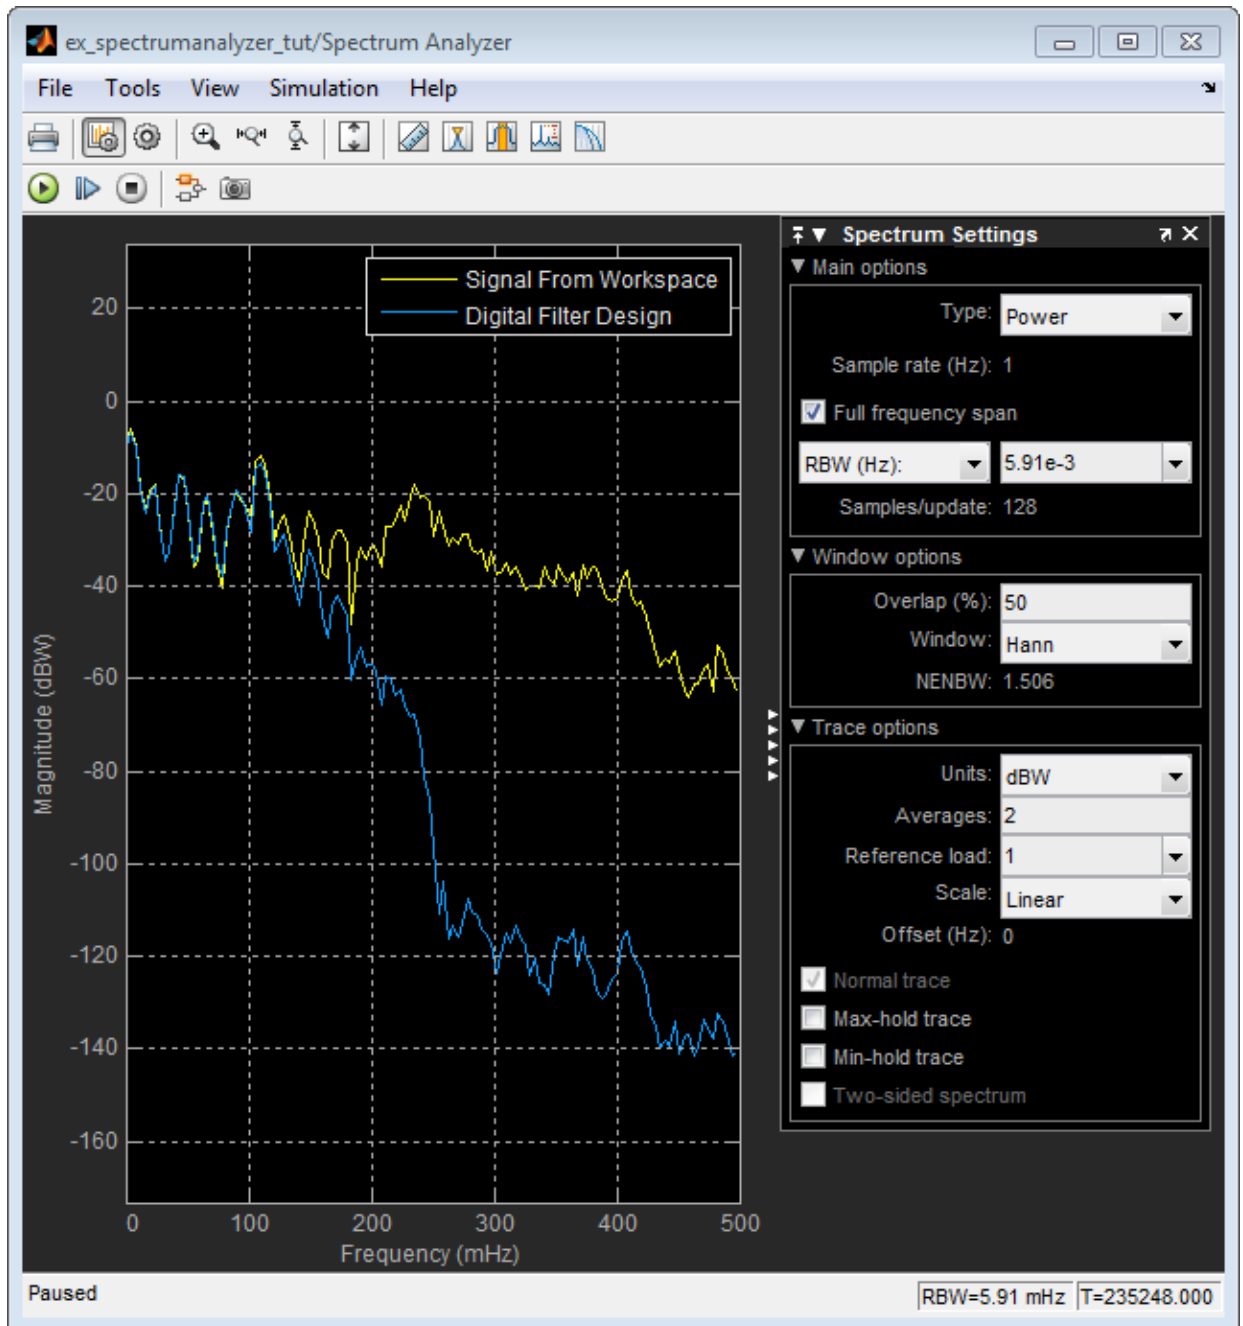 ex_spectrumanalyzer_tut/Spectrum Analyzer
File Tools View Simulation Help
Signal From Workspace
Digital Filter Design
20
0
-20
-40
-60
-80
-100
-120
-140
-160
Magnitude (dBW)
0 100 200 300 400 500
Frequency (mHz)
Spectrum Settings
Main options
Type: Power
Sample rate (Hz): 1
Full frequency span
RBW (Hz): 5.91e-3
Samples/update: 128
Window options
Overlap (%): 50
Window: Hann
NENBW: 1.506
Trace options
Units: dBW
Averages: 2
Reference load: 1
Scale: Linear
Offset (Hz): 0
Normal trace
Max-hold trace
Min-hold trace
Two-sided spectrum
Paused
RBW=5.91 mHz T=235248.000